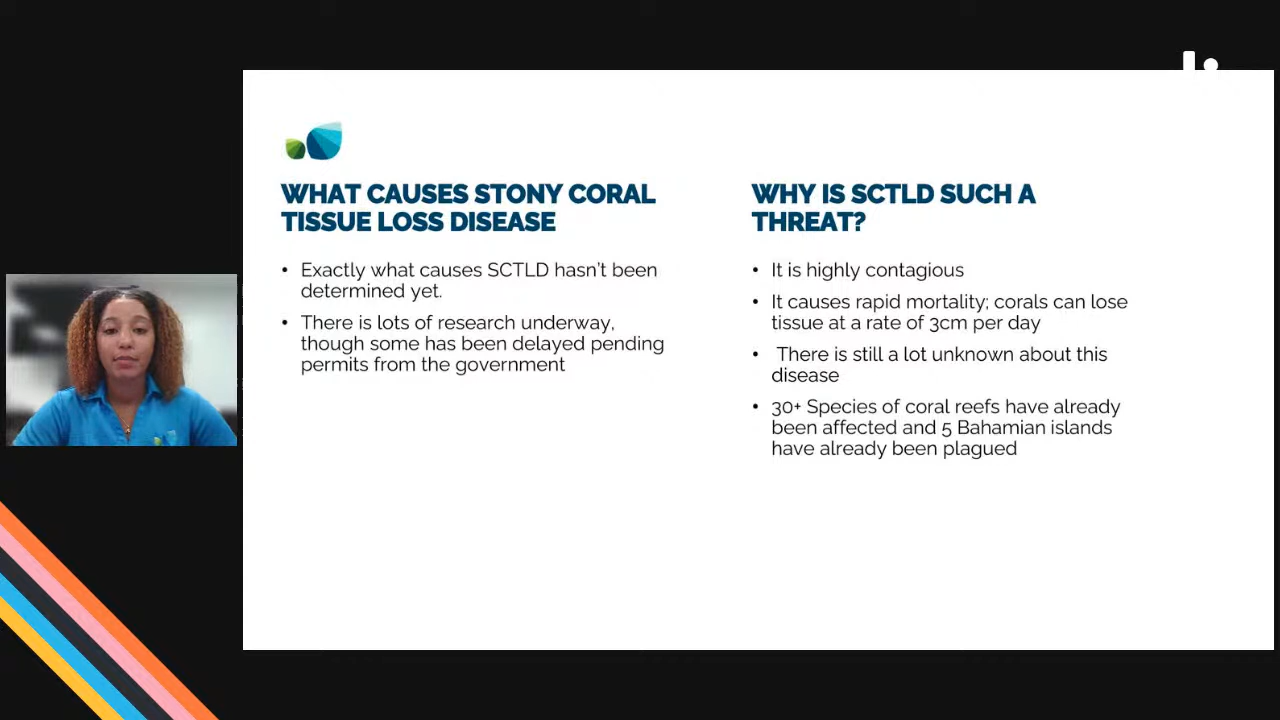 WHAT CAUSES STONY CORAL
TISSUE LOSS DISEASE
• Exactly what causes SCTLD hasn't been
determined yet.
• There is lots of research underway,
though some has been delayed pending
permits from the government
WHY IS SCTLD SUCH A
THREAT?
• It is highly contagious
• It causes rapid mortality; corals can lose
tissue at a rate of 3cm per day
• There is still a lot unknown about this
disease
• 30+ Species of coral reefs have already
been affected and 5 Bahamian islands
have already been plagued